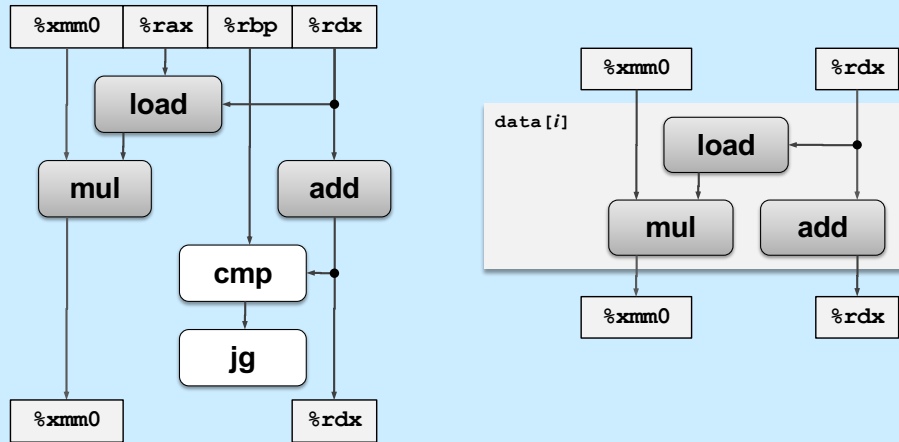 %xmm0 %rax %rbp %rdx
load
mul
add
cmp
jg
%xmm0 %rdx
%xmm0 %rdx
data[i]
load
mul
add
%xmm0 %rdx